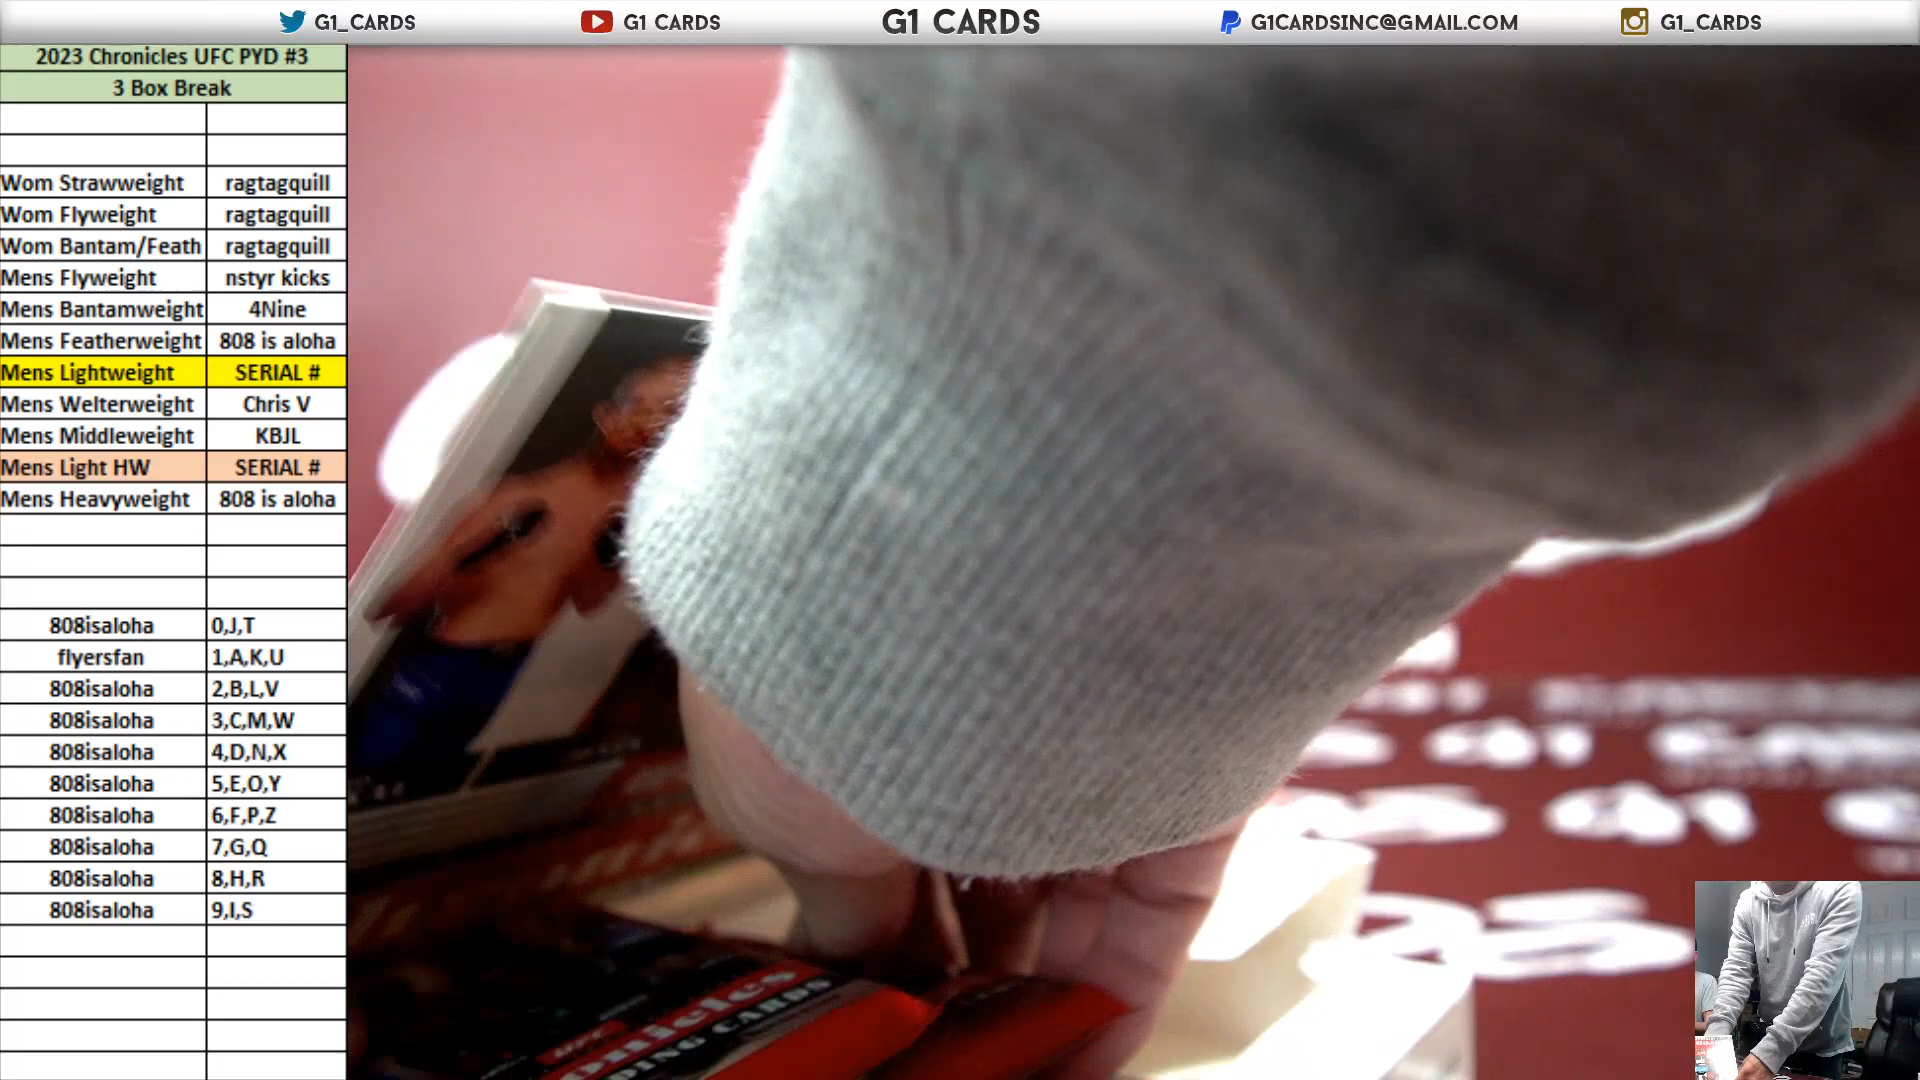 G1_CARDS G1 CARDS G1 CARDS G1CARDSINC@GMAIL.COM G1_CARDS
2023 Chronicles UFC PYD #3
3 Box Break
Wom Strawweight ragtagquill
Wom Flyweight ragtagquill
Wom Bantam/Feath ragtagquill
Mens Flyweight nstyr kicks
Mens Bantamweight 4Nine
Mens Featherweight 808 is aloha
Mens Lightweight SERIAL #
Mens Welterweight Chris V
Mens Middleweight KBJL
Mens Light HW SERIAL #
Mens Heavyweight 808 is aloha
808isaloha 0,J,T
flyersfan 1,A,K,U
808isaloha 2,B,L,V
808isaloha 3,C,M,W
808isaloha 4,D,N,X
808isaloha 5,E,O,Y
808isaloha 6,F,P,Z
808isaloha 7,G,Q
808isaloha 8,H,R
808isaloha 9,I,S
CARDS